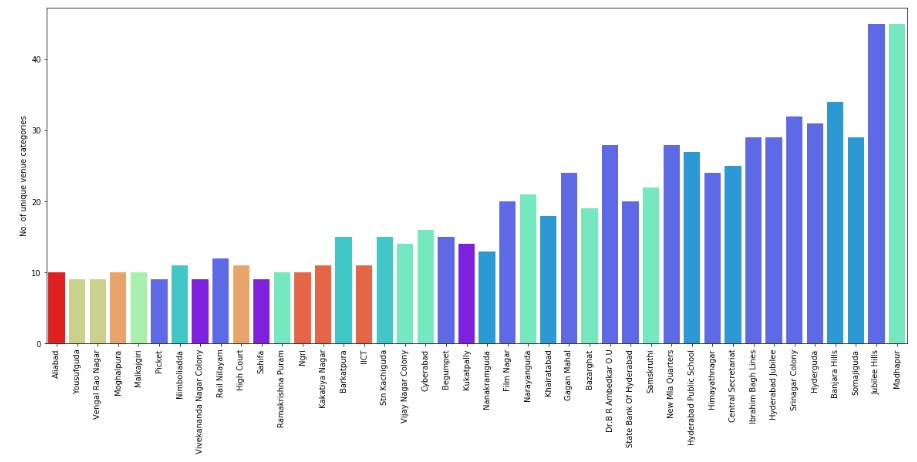 No. of unique venue categories
40
30
20
10
0
Aliabad
Yousufguda
Vengal Rao Nagar
Moghalpura
Malkajgiri
Picket
Nimboliadda
Vivekananda Nagar Colony
Rail Nilayam
High Court
Sahifa
Ramakrishna Puram
Ngri
Kakatiya Nagar
Barkatpura
IICT
Stn Kachiguda
Vijay Nagar Colony
Cyberabad
Begumpet
Kukatpally
Nanakramguda
Film Nagar
Narayanguda
Khairatabad
Gagan Mahal
Bazarghat
Dr.B R Ambedkar O.U
State Bank Of Hyderabad
Samskruthi
New Mla Quarters
Hyderabad Public School
Himayathnagar
Central Secretariat
Ibrahim Bagh Lines
Hyderabad Jubilee
Srinagar Colony
Hyderguda
Banjara Hills
Somajiguda
Jubilee Hills
Madhapur